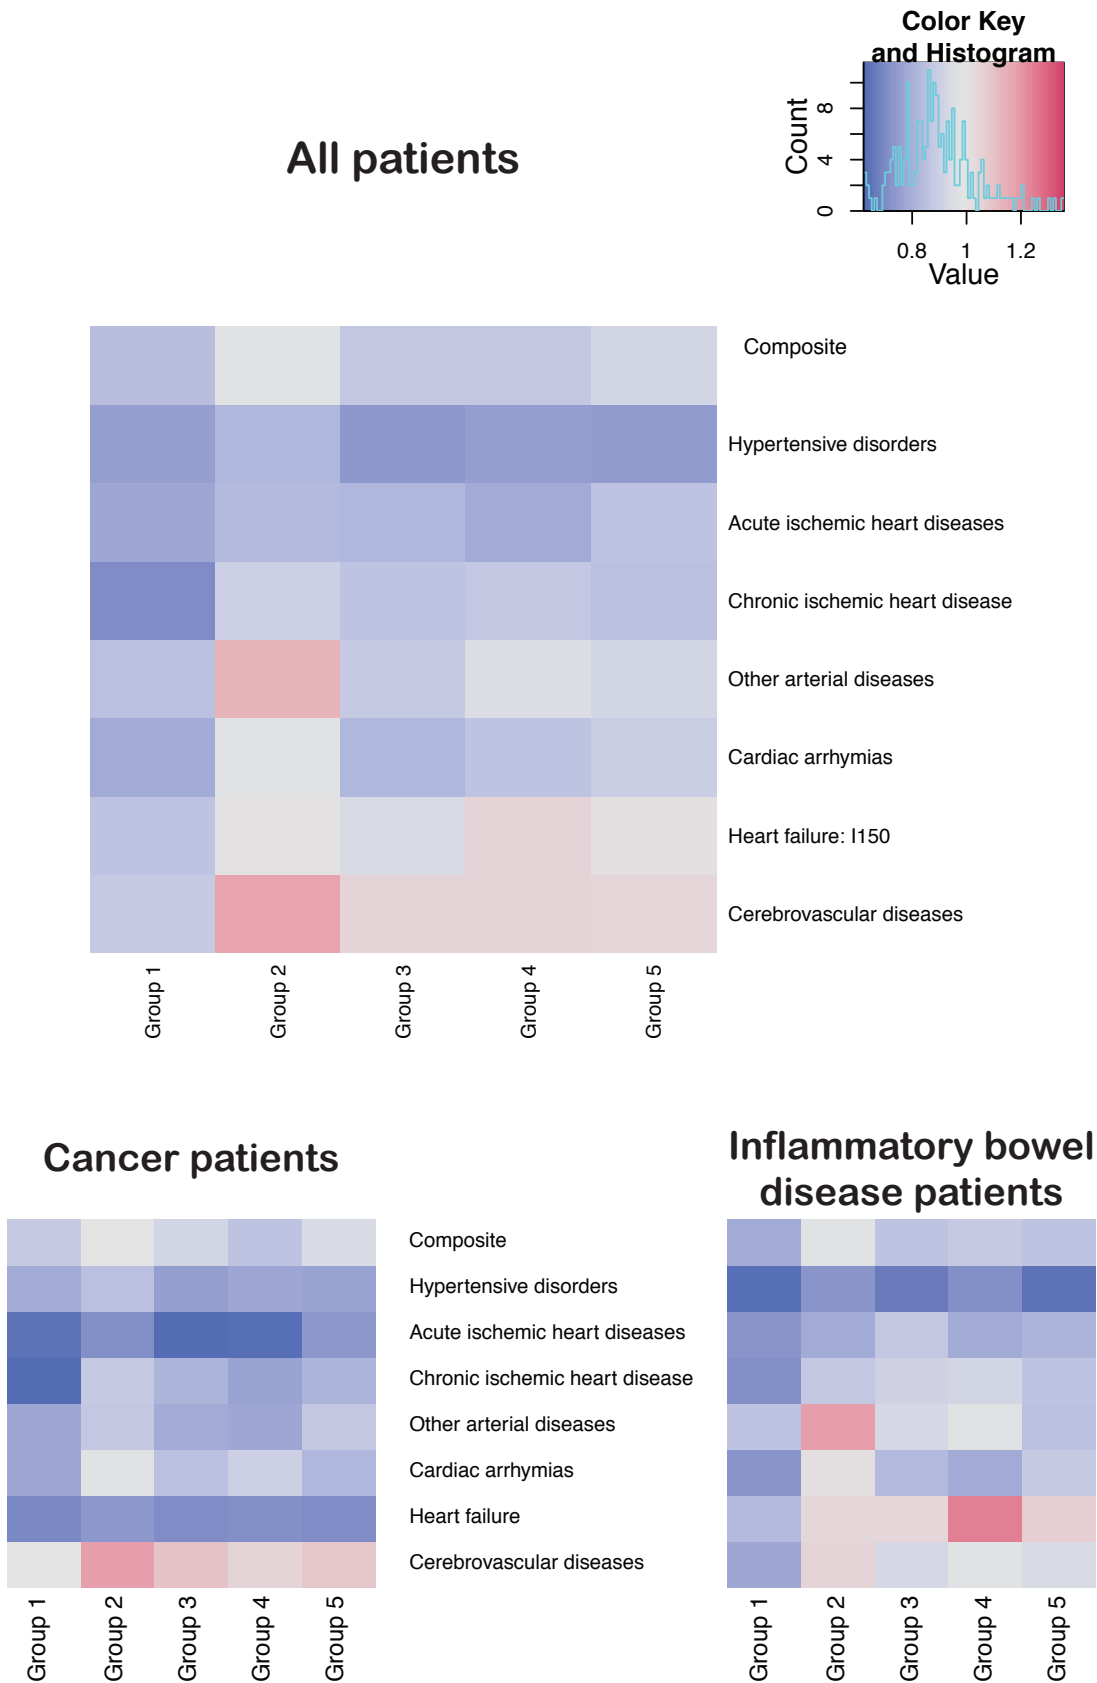 Color Key
and Histogram
Count
0
4
8
0.8
1
1.2
Value
All patients
Composite
Hypertensive disorders
Acute ischemic heart diseases
Chronic ischemic heart disease
Other arterial diseases
Cardiac arrhymias
Heart failure: I150
Cerebrovascular diseases
Group 1
Group 2
Group 3
Group 4
Group 5
Cancer patients
Composite
Hypertensive disorders
Acute ischemic heart diseases
Chronic ischemic heart disease
Other arterial diseases
Cardiac arrhymias
Heart failure
Cerebrovascular diseases
Group 1
Group 2
Group 3
Group 4
Group 5
Inflammatory bowel
disease patients
Group 1
Group 2
Group 3
Group 4
Group 5